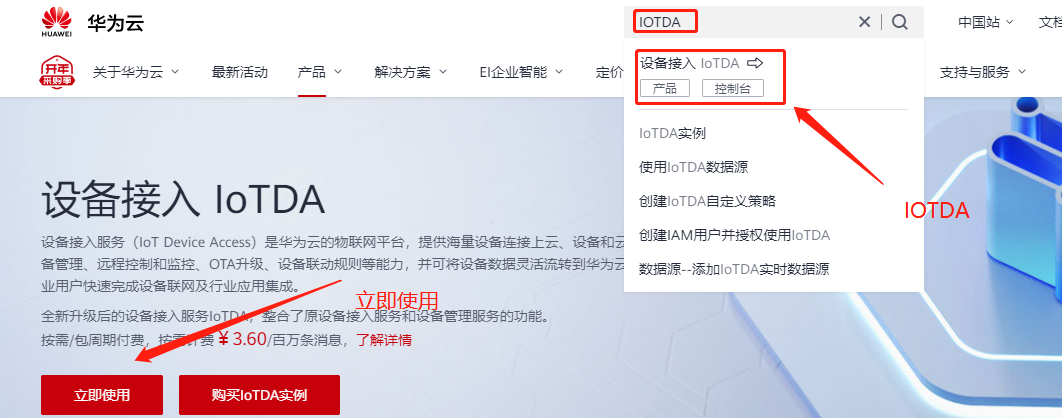 HUAWEI
华为云
IOTDA
中国站
文档
开年
采购季
关于华为云
最新活动
产品
解决方案
EI企业智能
定价
支持与服务
设备接入 IoTDA
产品
控制台
IoTDA实例
使用IoTDA数据源
创建IoTDA自定义策略
创建IAM用户并授权使用IoTDA
数据源--添加IoTDA实时数据源
IOTDA
设备接入 IoTDA
设备接入服务（IoT Device Access）是华为云的物联网平台，提供海量设备连接上云、设备和云
备管理、远程控制和监控、OTA升级、设备联动规则等能力，并可将设备数据灵活流转到华为云
业用户快速完成设备联网及行业应用集成。
立即使用
全新升级后的设备接入服务IoTDA，整合了原设备接入服务和设备管理服务的功能。
按需/包周期付费，按需计费 ¥ 3.60/百万条消息，了解详情
立即使用
购买IoTDA实例